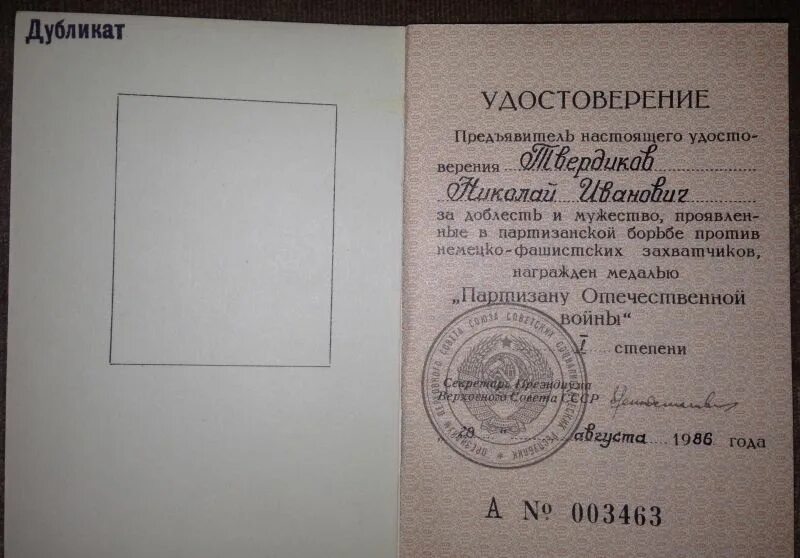 Дубликат
УДОСТОВЕРЕНИЕ
Предъявитель настоящего удосто-
верения Твердиков
Николай Иванович
за доблесть и мужество, проявлен-
ные в партизанской борьбе против
немецко-фашистских захватчиков,
награжден медалью
„Партизану Отечественной
войны“
I степени
Секретарь Президиума
Верховного Совета СССР
августа 1986 года
А № 003463